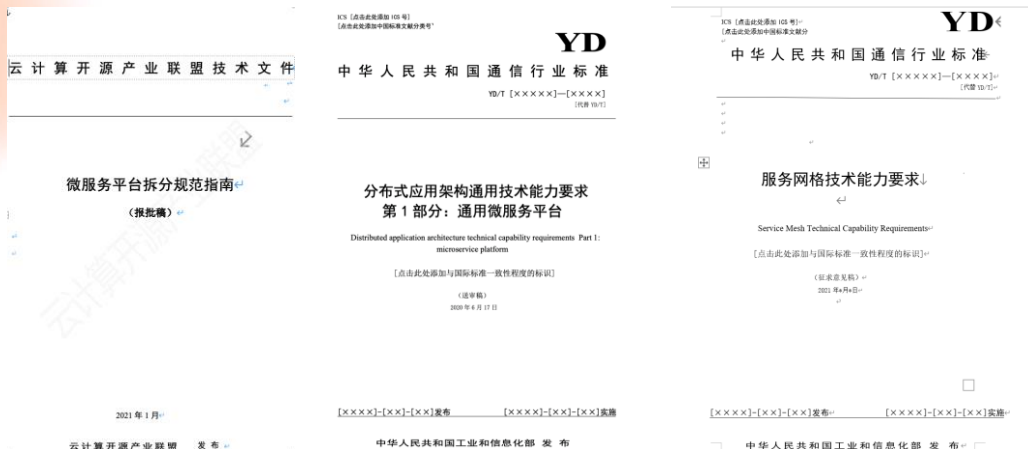 云计算开源产业联盟技术文件
微服务平台拆分规范指南
（报批稿）
云计算开源产业联盟
2021 年 1 月
云计算开源产业联盟 发 布
ICS [点击此处添加 ICS 号]
[点击此处添加中国标准文献分类号]
YD
中华人民共和国通信行业标准
YD/T [×××××]—[××××]
[代替 YD/T]
分布式应用架构通用技术能力要求
第 1 部分：通用微服务平台
Distributed application architecture technical capability requirements Part 1:
microservice platform
[点击此处添加与国际标准一致性程度的标识]
（送审稿）
2020 年 6 月 17 日
[××××]-[××]-[××]发布 [××××]-[××]-[××]实施
中华人民共和国工业和信息化部 发 布
ICS [点击此处添加 ICS 号]
[点击此处添加中国标准文献分
YD
中华人民共和国通信行业标准
YD/T [×××××]—[××××]
[代替 YD/T]
服务网格技术能力要求
Service Mesh Technical Capability Requirements
[点击此处添加与国际标准一致性程度的标识]
（征求意见稿）
2021 年*月*日
[××××]-[××]-[××]发布 [××××]-[××]-[××]实施
中华人民共和国工业和信息化部 发 布